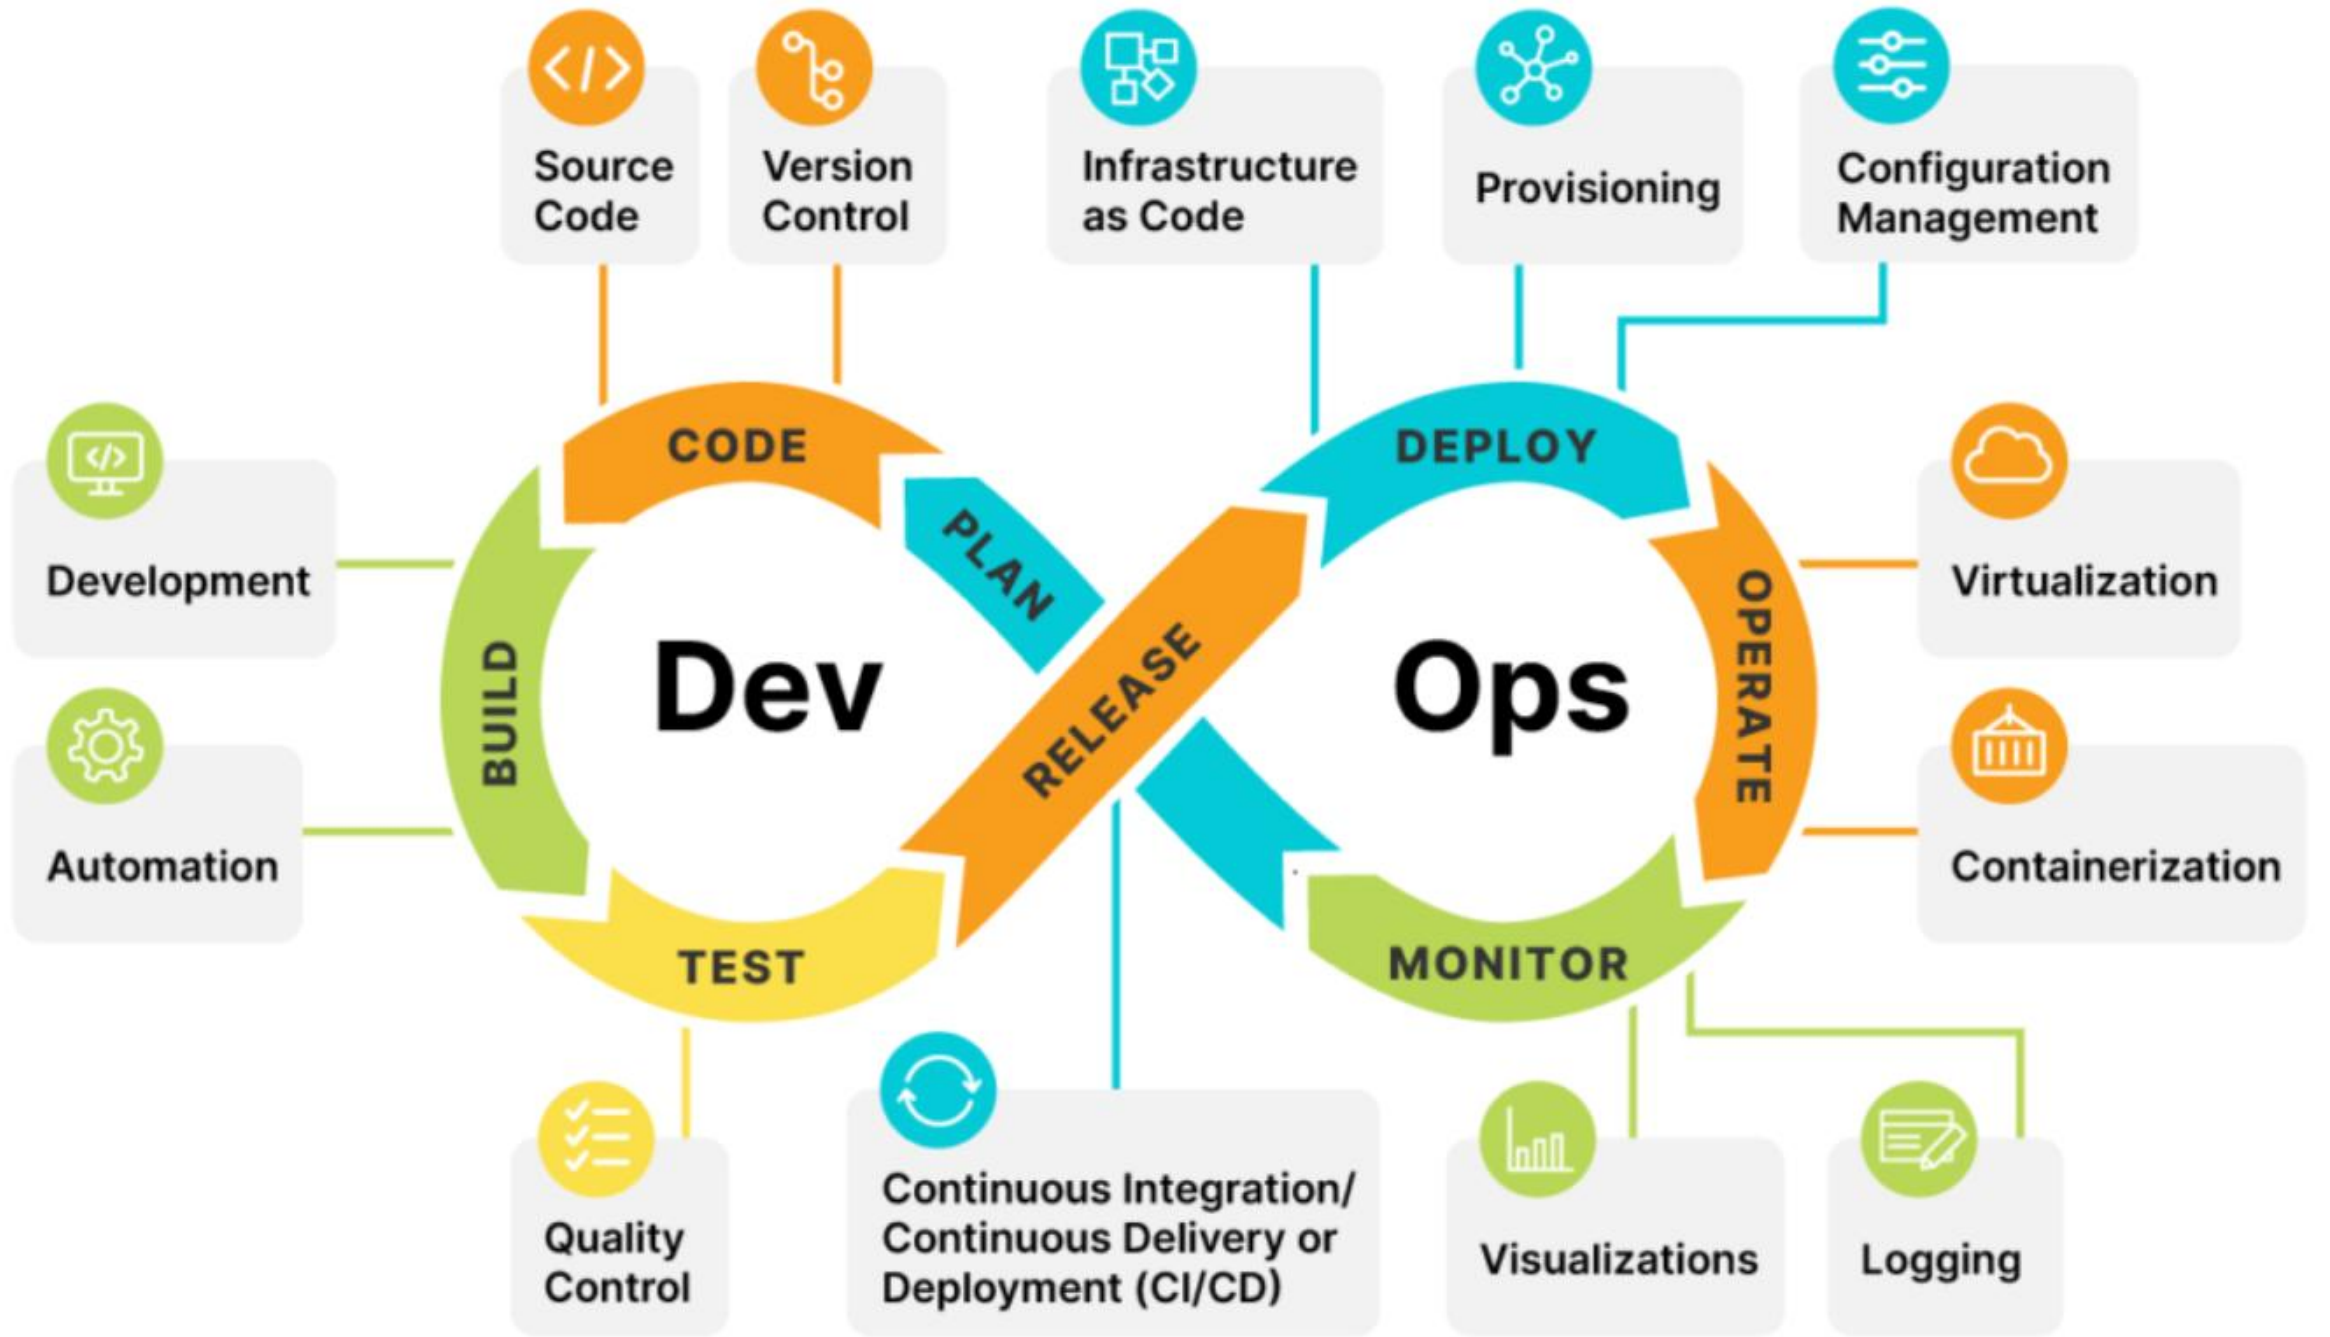 Source
Code
Version
Control
Infrastructure
as Code
Provisioning
Configuration
Management
CODE
DEPLOY
PLAN
Development
Virtualization
BUILD
Dev
RELEASE
Ops
OPERATE
Automation
Containerization
TEST
MONITOR
Quality
Control
Continuous Integration/
Continuous Delivery or
Deployment (CI/CD)
Visualizations
Logging